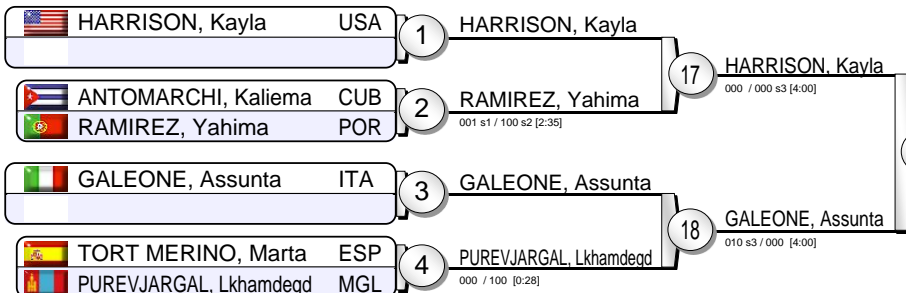 HARRISON, Kayla USA
1
HARRISON, Kayla
17
HARRISON, Kayla
000 / 000 s3 [4:00]
ANTOMARCHI, Kaliema CUB
RAMIREZ, Yahima POR
2
RAMIREZ, Yahima
001 s1 / 100 s2 [2:35]
GALEONE, Assunta ITA
3
GALEONE, Assunta
18
GALEONE, Assunta
010 s3 / 000 [4:00]
TORT MERINO, Marta ESP
PUREVJARGAL, Lkhamdegd MGL
4
PUREVJARGAL, Lkhamdegd
000 / 100 [0:28]